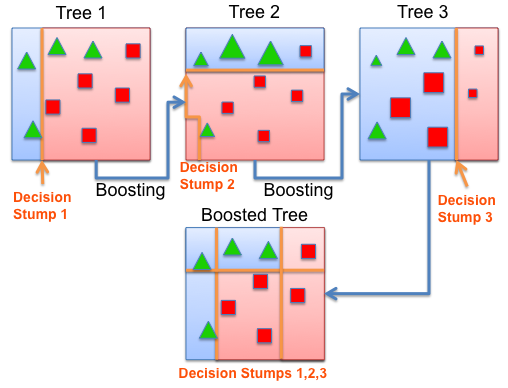 Tree 1
Tree 2
Tree 3
Decision
Stump 1
Boosting
Decision
Stump 2
Boosting
Decision
Stump 3
Boosted Tree
Decision Stumps 1,2,3